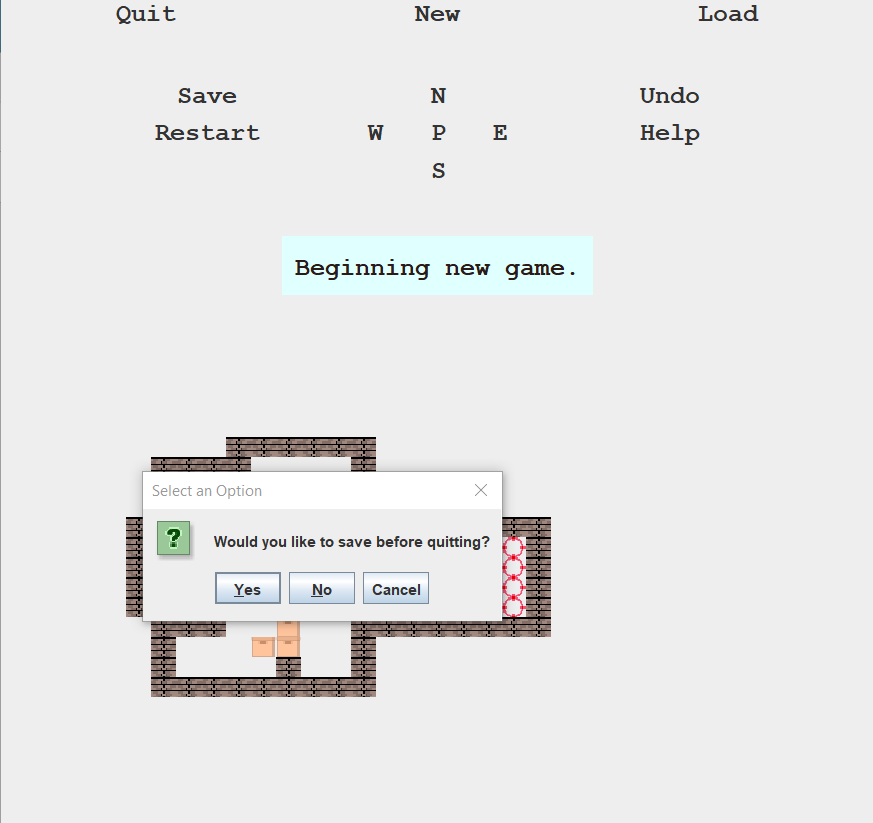 Quit New Load
Save N Undo
Restart W P E Help
S
Beginning new game.
Select an Option
?
Would you like to save before quitting?
Yes No Cancel